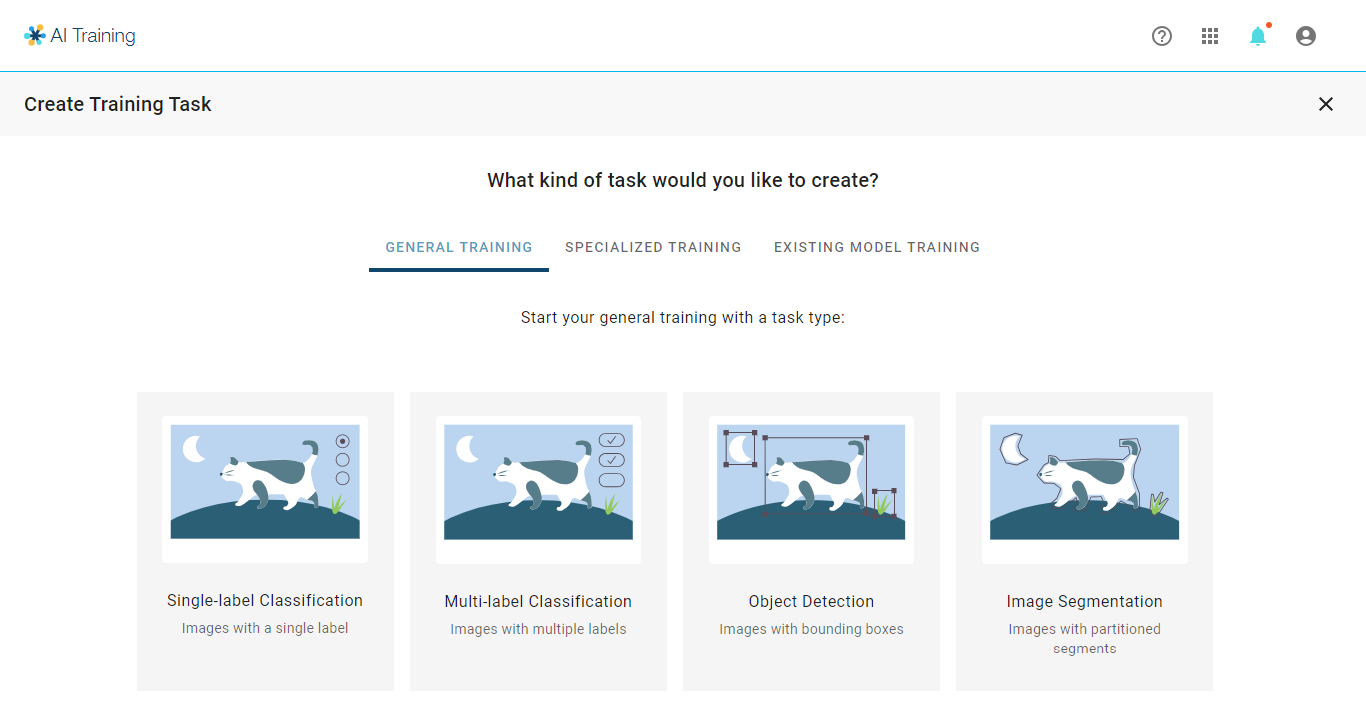 AI Training
Create Training Task
What kind of task would you like to create?
GENERAL TRAINING
SPECIALIZED TRAINING
EXISTING MODEL TRAINING
Start your general training with a task type:
Single-label Classification
Images with a single label
Multi-label Classification
Images with multiple labels
Object Detection
Images with bounding boxes
Image Segmentation
Images with partitioned
segments